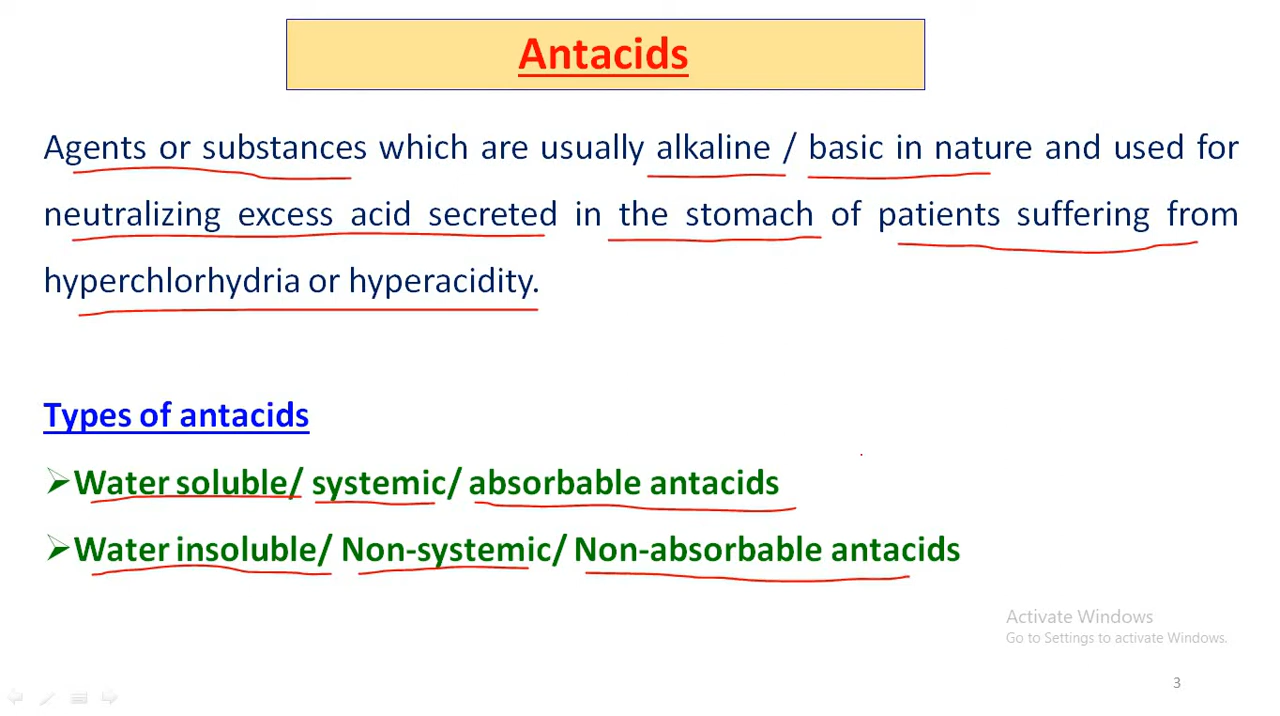 Antacids
Agents or substances which are usually alkaline / basic in nature and used for
neutralizing excess acid secreted in the stomach of patients suffering from
hyperchlorhydria or hyperacidity.
Types of antacids
➢Water soluble/ systemic/ absorbable antacids
➢Water insoluble/ Non-systemic/ Non-absorbable antacids
Activate Windows
Go to Settings to activate Windows.
3